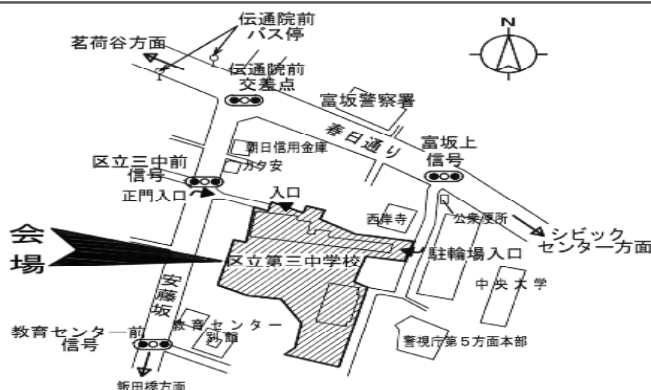 伝通院前
バス停
N
茗荷谷方面
伝通院前
交差点
富坂警察署
春日通り
富坂上
信号
朝日信用金庫
カタ安
区立三中前
信号
正門入口
入口
西岸寺
公衆便所
シビック
センター方面
会場
区立第三中学校
駐輪場入口
中央大学
安藤坂
教育センター
別館
教育センター前
信号
警視庁第5方面本部
飯田橋方面